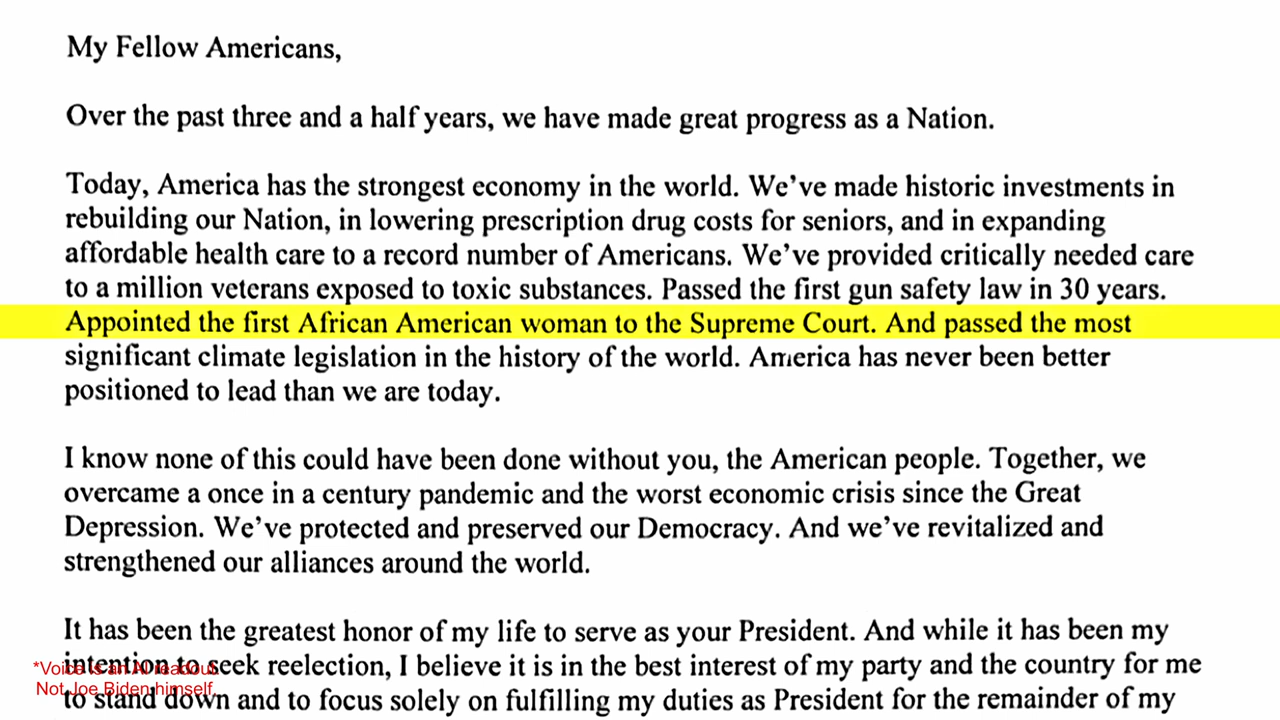 My Fellow Americans,
Over the past three and a half years, we have made great progress as a Nation.
Today, America has the strongest economy in the world. We've made historic investments in
rebuilding our Nation, in lowering prescription drug costs for seniors, and in expanding
affordable health care to a record number of Americans. We've provided critically needed care
to a million veterans exposed to toxic substances. Passed the first gun safety law in 30 years.
Appointed the first African American woman to the Supreme Court. And passed the most
significant climate legislation in the history of the world. America has never been better
positioned to lead than we are today.
I know none of this could have been done without you, the American people. Together, we
overcame a once in a century pandemic and the worst economic crisis since the Great
Depression. We've protected and preserved our Democracy. And we've revitalized and
strengthened our alliances around the world.
It has been the greatest honor of my life to serve as your President. And while it has been my
intention to seek reelection, I believe it is in the best interest of my party and the country for me
to stand down and to focus solely on fulfilling my duties as President for the remainder of my
*Voice is an AI readout.
Not Joe Biden himself.